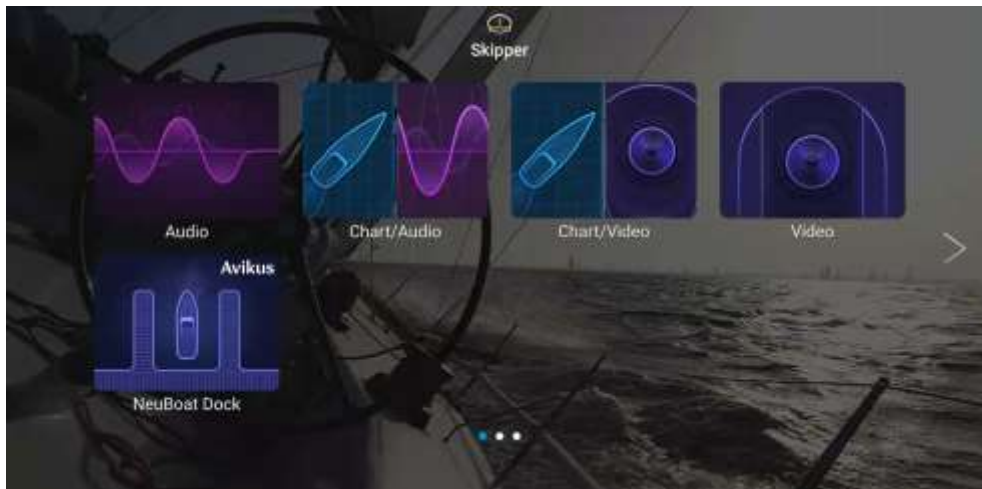 Skipper
Audio
Chart/Audio
Chart/Video
Video
Avikus
NeuBoat Dock